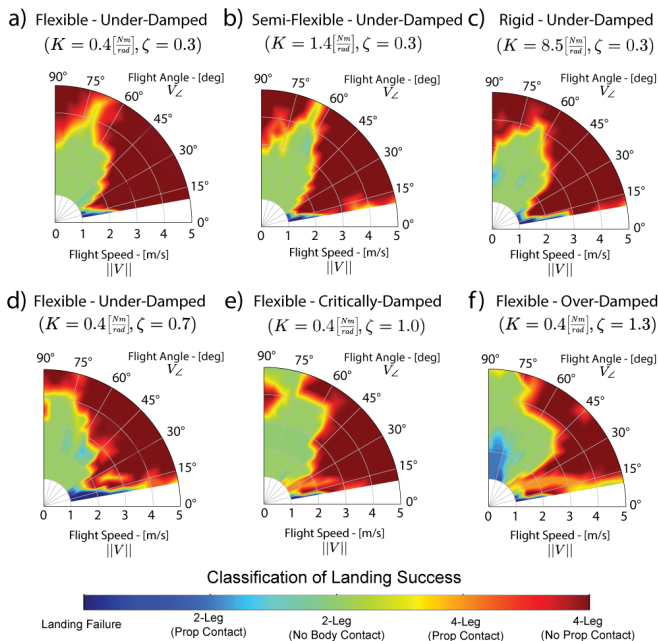 a) Flexible - Under-Damped
(K = 0.4[Nm/rad], ζ = 0.3)
90°
75°
60°
45°
30°
15°
0°
Flight Angle - [deg]
V∠
0 1 2 3 4 5
Flight Speed - [m/s]
||V||
b) Semi-Flexible - Under-Damped
(K = 1.4[Nm/rad], ζ = 0.3)
90°
75°
60°
45°
30°
15°
0°
Flight Angle - [deg]
V∠
0 1 2 3 4 5
Flight Speed - [m/s]
||V||
c) Rigid - Under-Damped
(K = 8.5[Nm/rad], ζ = 0.3)
90°
75°
60°
45°
30°
15°
0°
Flight Angle - [deg]
V∠
0 1 2 3 4 5
Flight Speed - [m/s]
||V||
d) Flexible - Under-Damped
(K = 0.4[Nm/rad], ζ = 0.7)
90°
75°
60°
45°
30°
15°
0°
Flight Angle - [deg]
V∠
0 1 2 3 4 5
Flight Speed - [m/s]
||V||
e) Flexible - Critically-Damped
(K = 0.4[Nm/rad], ζ = 1.0)
90°
75°
60°
45°
30°
15°
0°
Flight Angle - [deg]
V∠
0 1 2 3 4 5
Flight Speed - [m/s]
||V||
f) Flexible - Over-Damped
(K = 0.4[Nm/rad], ζ = 1.3)
90°
75°
60°
45°
30°
15°
0°
Flight Angle - [deg]
V∠
0 1 2 3 4 5
Flight Speed - [m/s]
||V||
Classification of Landing Success
Landing Failure
2-Leg
(Prop Contact)
2-Leg
(No Body Contact)
4-Leg
(Prop Contact)
4-Leg
(No Prop Contact)